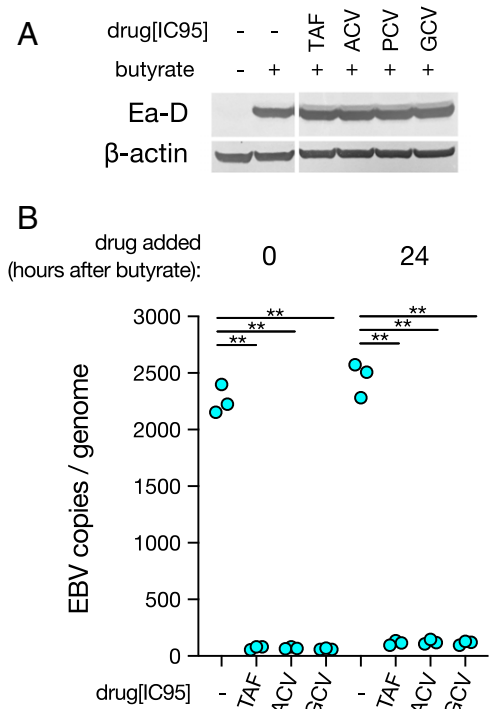 A
drug[IC95] - - TAF ACV PCV GCV
butyrate - + + + + +
Ea-D
β-actin
B
drug added
(hours after butyrate): 0 24
** **
** **
** **
3000
2500
2000
1500
1000
500
0
EBV copies / genome
drug[IC95] - TAF ACV GCV - TAF ACV GCV